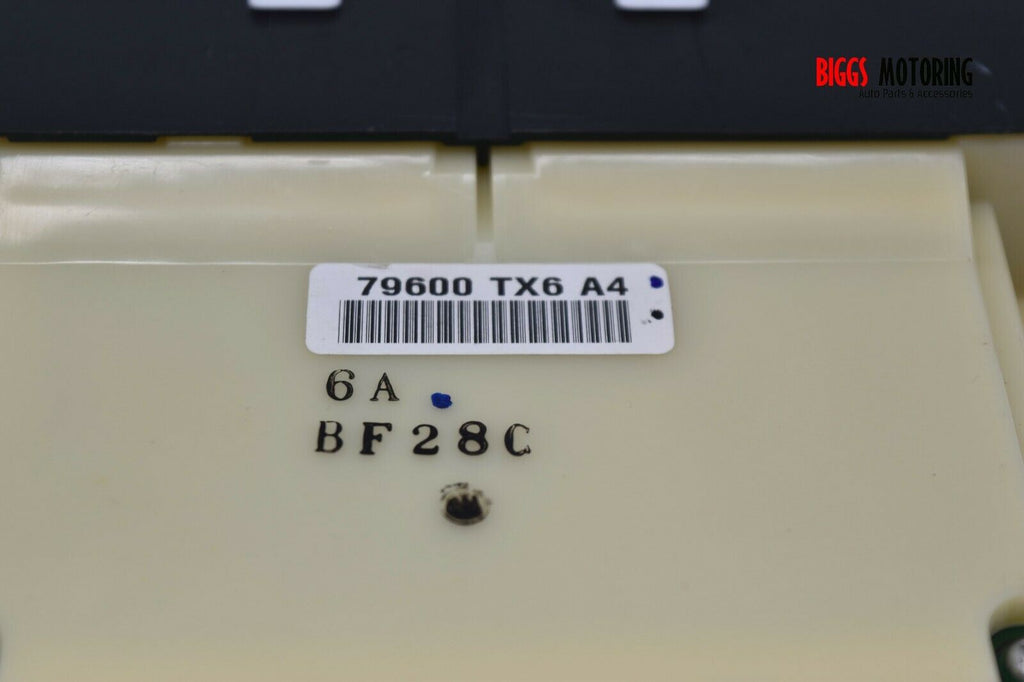 BIGGS MOTORING
Auto Parts & Accessories
79600 TX6 A4
6A
BF28C